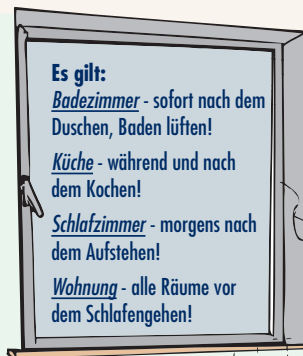 Es gilt:
Badezimmer - sofort nach dem
Duschen, Baden lüften!
Küche - während und nach
dem Kochen!
Schlafzimmer - morgens nach
dem Aufstehen!
Wohnung - alle Räume vor
dem Schlafengehen!